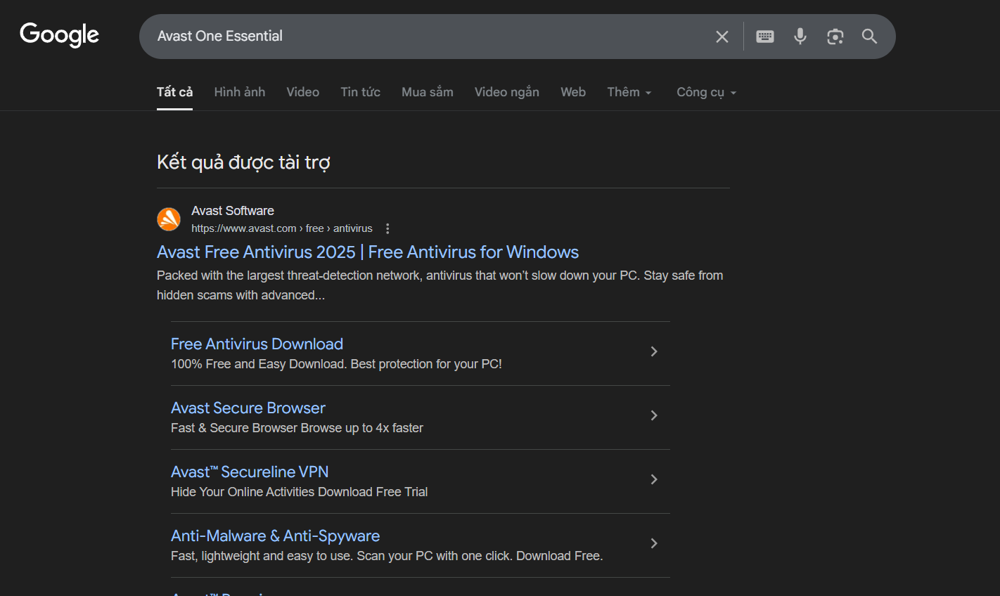 Google
Avast One Essential
Tất cả Hình ảnh Video Tin tức Mua sắm Video ngắn Web Thêm Công cụ
Kết quả được tài trợ
Avast Software
https://www.avast.com › free › antivirus
Avast Free Antivirus 2025 | Free Antivirus for Windows
Packed with the largest threat-detection network, antivirus that won’t slow down your PC. Stay safe from
hidden scams with advanced...
Free Antivirus Download
100% Free and Easy Download. Best protection for your PC!
Avast Secure Browser
Fast & Secure Browser Browse up to 4x faster
Avast™ Secureline VPN
Hide Your Online Activities Download Free Trial
Anti-Malware & Anti-Spyware
Fast, lightweight and easy to use. Scan your PC with one click. Download Free.